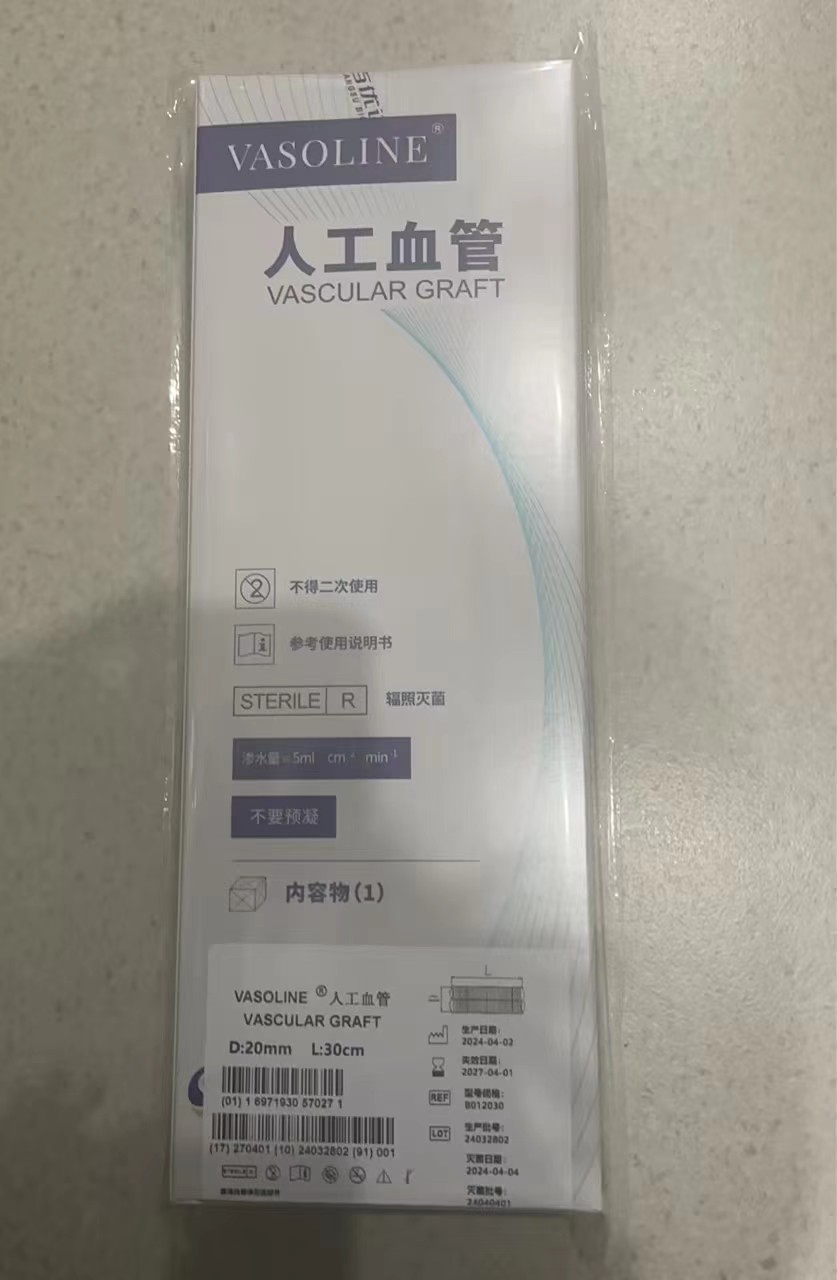 百优
VASOLINE®
人工血管
VASCULAR GRAFT
不得二次使用
参考使用说明书
STERILE R 辐照灭菌
不要预凝
内容物(1)
L
VASOLINE ®人工血管
VASCULAR GRAFT
D:20mm L:30cm
(01) 1 6971930 57027 1
(17) 270401 (10) 24032802 (91) 001
生产日期:
2024-04-02
失效日期:
2027-04-01
REF 型号规格:
B012030
LOT 生产批号:
24032802
灭菌日期:
2024-04-04
灭菌批号:
24040401